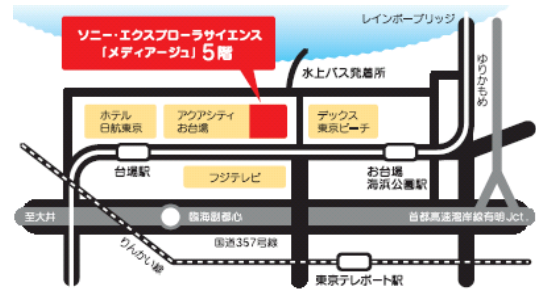 レインボーブリッジ
ソニー・エクスプローラサイエンス
「メディアージュ」5階
水上バス発着所
ゆりかもめ
ホテル
日航東京
アクアシティ
お台場
デックス
東京ビーチ
台場駅
フジテレビ
お台場
海浜公園駅
至大井
臨海副都心
首都高速湾岸線有明Jct.
りんかい線
国道357号線
東京テレポート駅